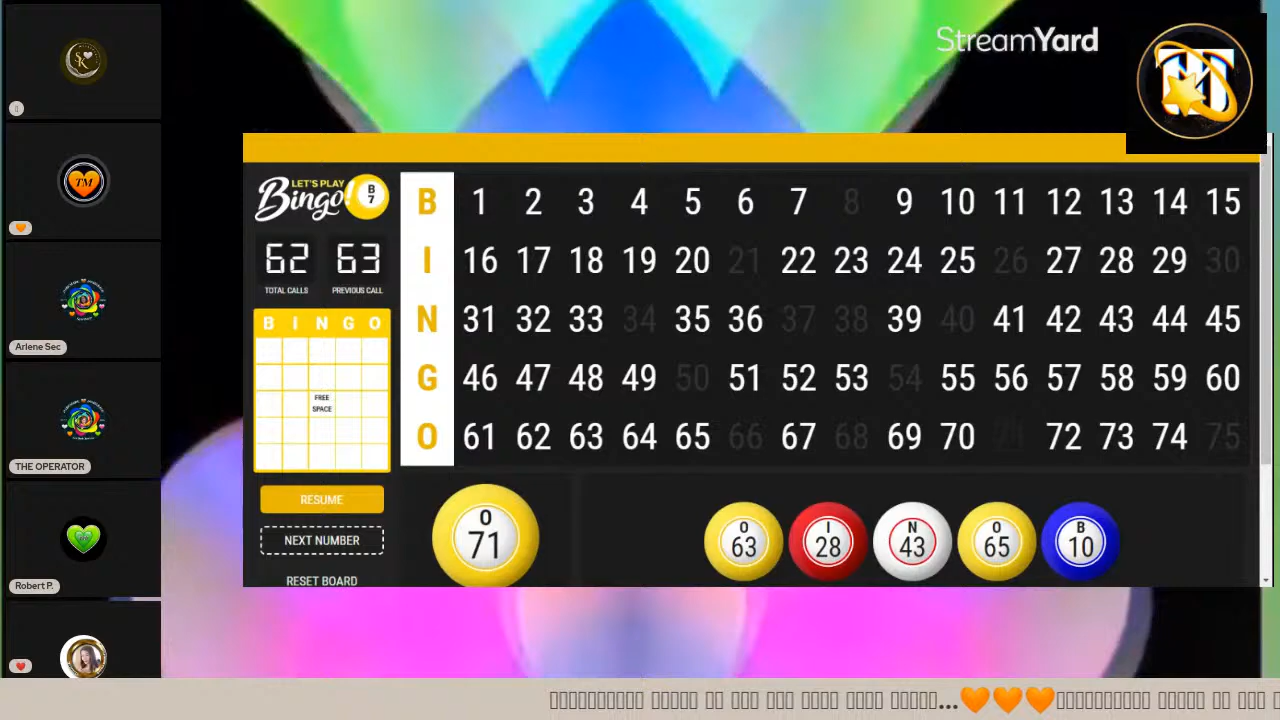 StreamYard
LET'S PLAY
Bingo!
B
7
62 63
TOTAL CALLS PREVIOUS CALL
B I N G O
FREE
SPACE
RESUME
NEXT NUMBER
RESET BOARD
B 1 2 3 4 5 6 7 8 9 10 11 12 13 14 15
I 16 17 18 19 20 21 22 23 24 25 26 27 28 29 30
N 31 32 33 34 35 36 37 38 39 40 41 42 43 44 45
G 46 47 48 49 50 51 52 53 54 55 56 57 58 59 60
O 61 62 63 64 65 66 67 68 69 70 71 72 73 74 75
O
71
O
63
I
28
N
43
O
65
B
10
SK
TM
Arlene Sec
THE OPERATOR
Robert P.